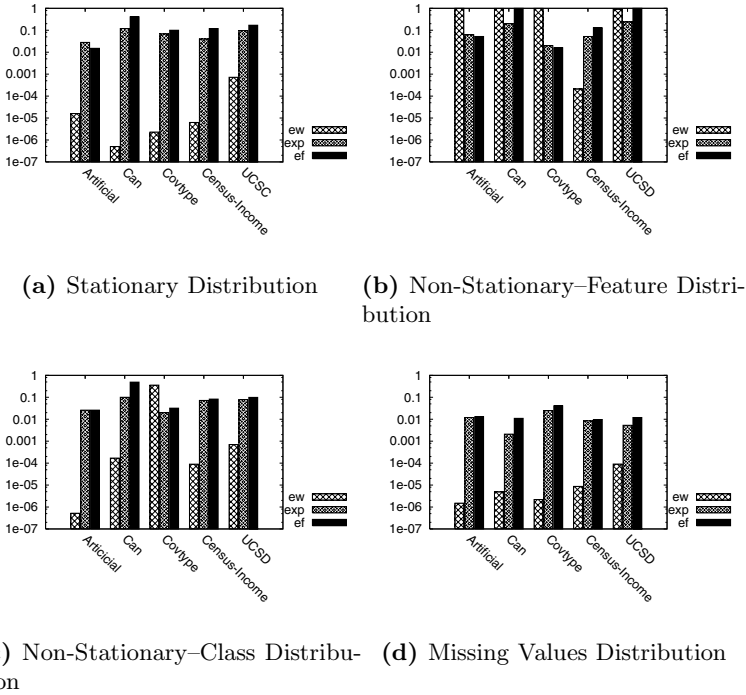 1
0.1
0.01
0.001
1e-04
1e-05
1e-06
1e-07
ew
exp
ef
Artificial
Can
Covtype
Census-Income
UCSC
(a) Stationary Distribution
1
0.1
0.01
0.001
1e-04
1e-05
1e-06
1e-07
ew
exp
ef
Artificial
Can
Covtype
Census-Income
UCSD
(b) Non-Stationary–Feature Distri-
bution
1
0.1
0.01
0.001
1e-04
1e-05
1e-06
1e-07
ew
exp
ef
Articicial
Can
Covtype
Census-Income
UCSD
) Non-Stationary–Class Distribu-
on
1
0.1
0.01
0.001
1e-04
1e-05
1e-06
1e-07
ew
exp
ef
Artificial
Can
Covtype
Census-Income
UCSD
(d) Missing Values Distribution